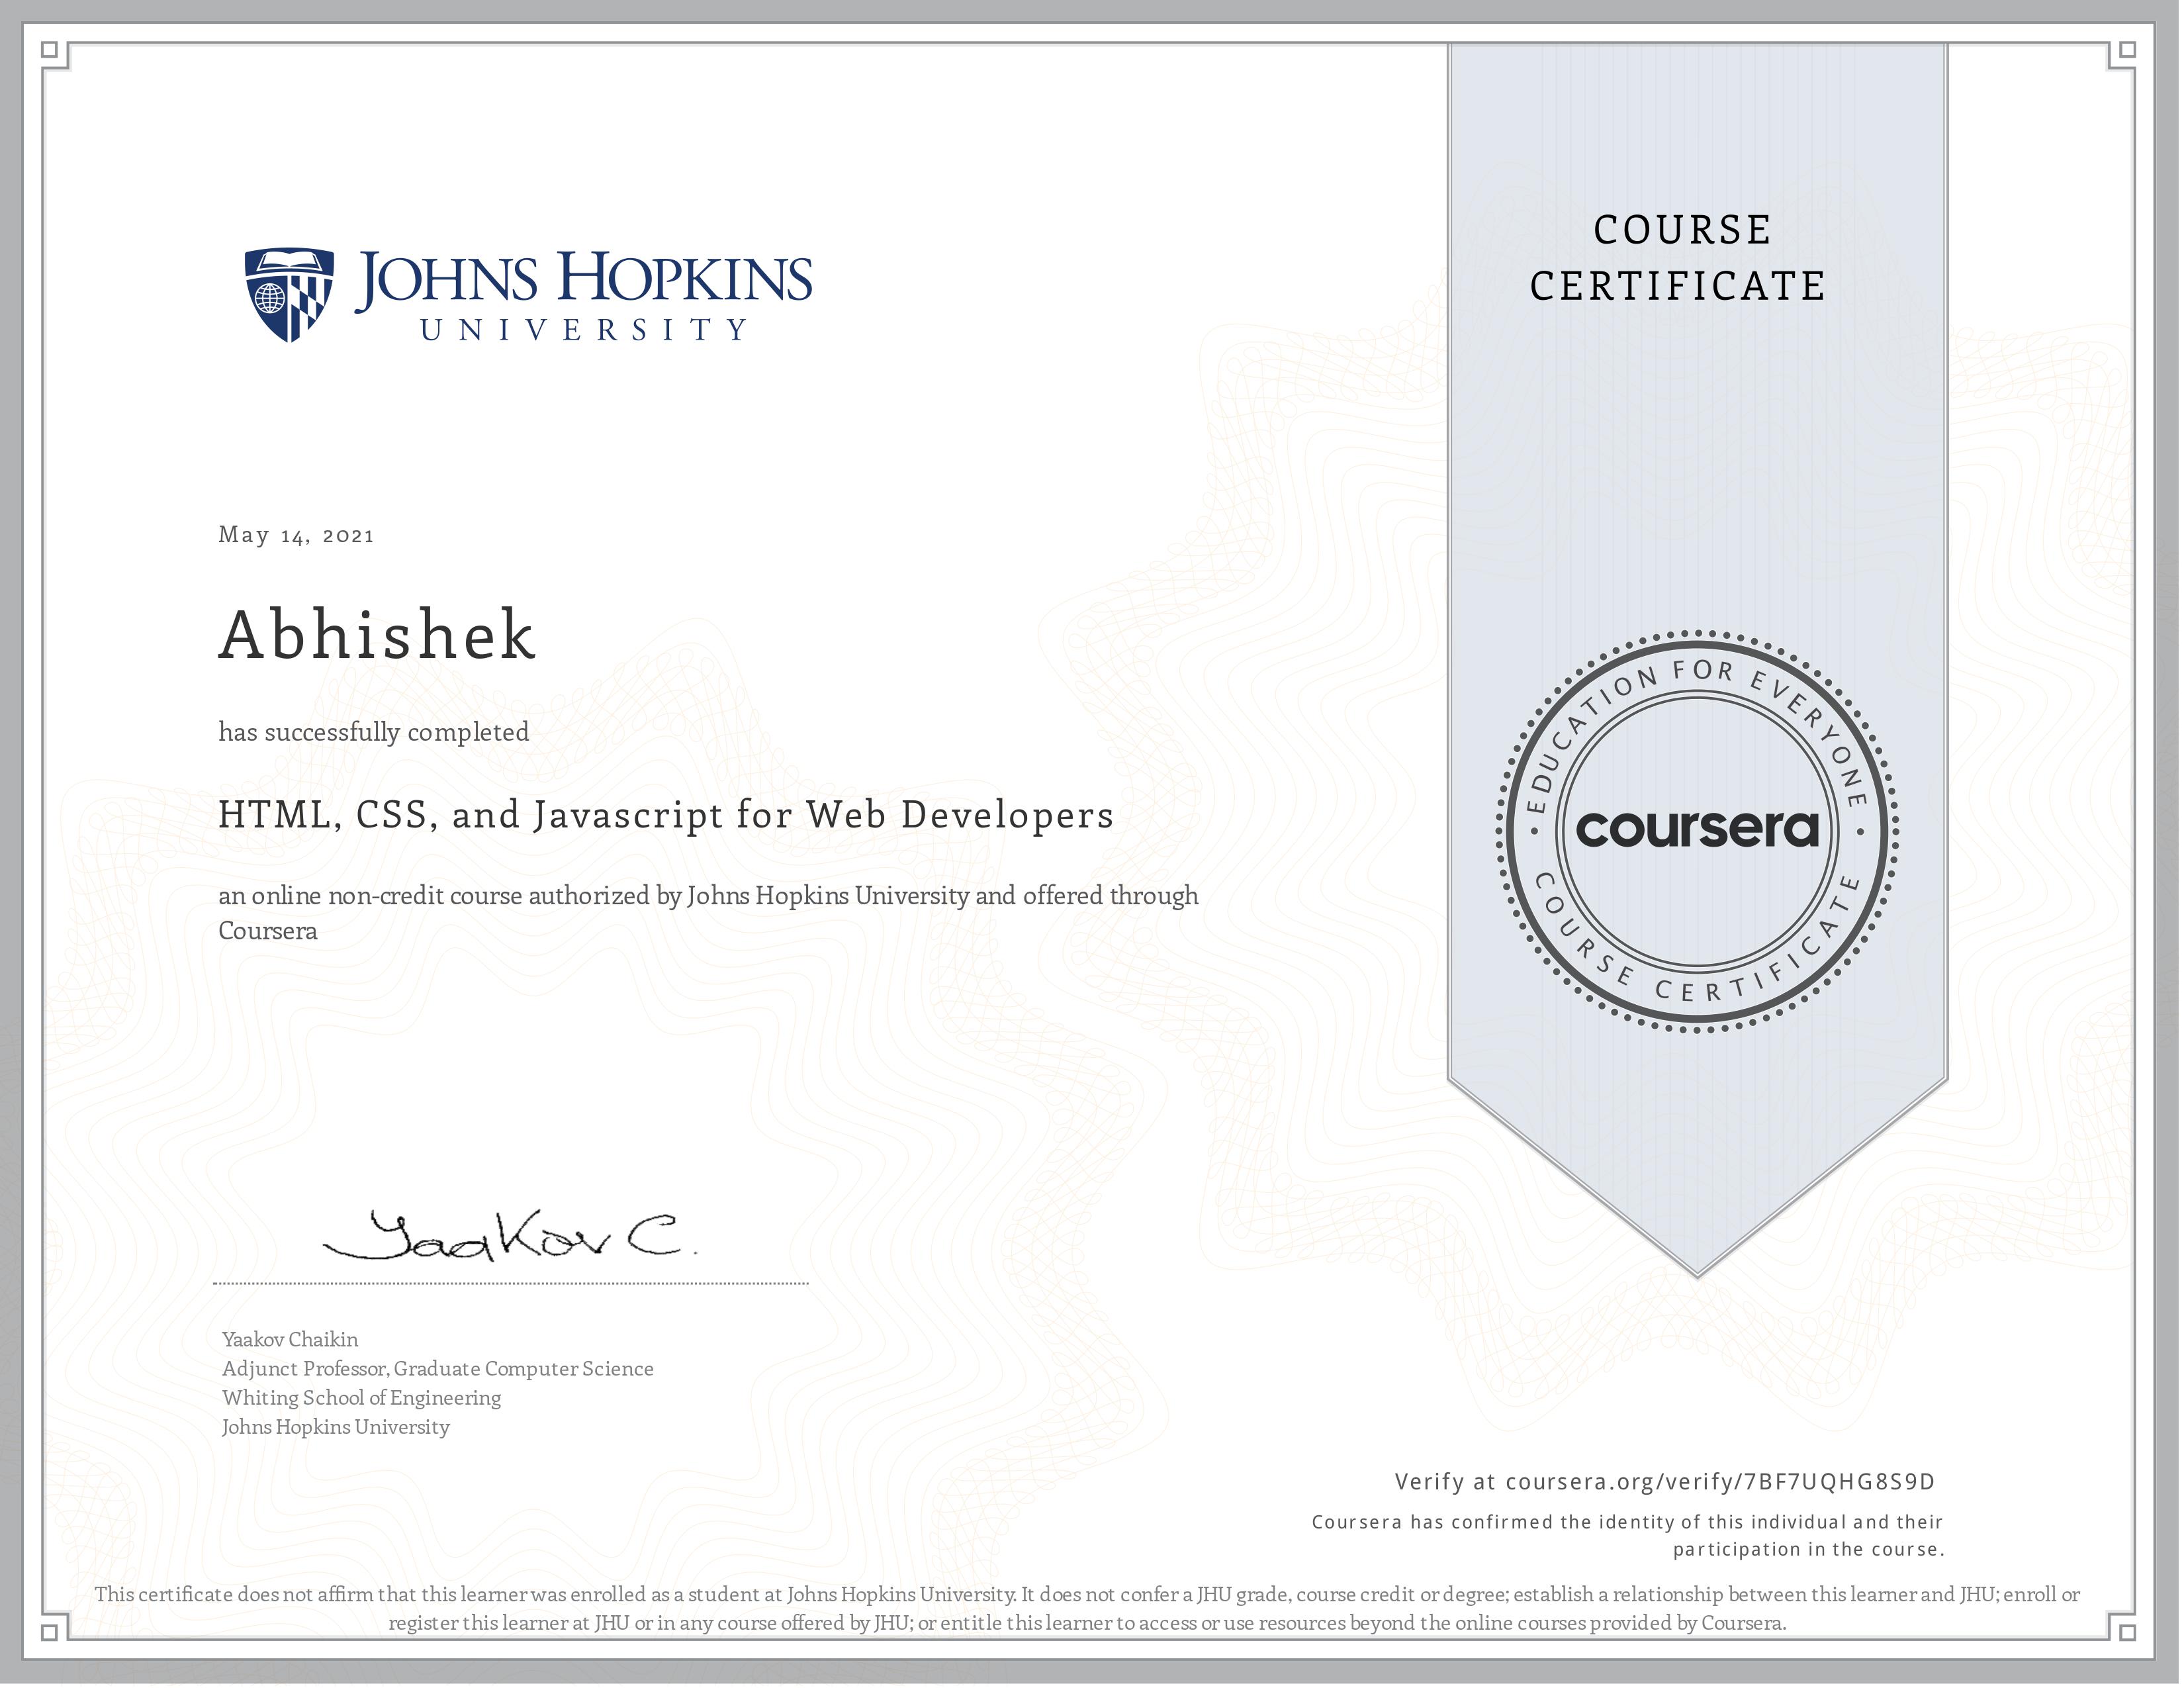 JOHNS HOPKINS
UNIVERSITY
COURSE
CERTIFICATE
May 14, 2021
Abhishek
has successfully completed
HTML, CSS, and Javascript for Web Developers
an online non-credit course authorized by Johns Hopkins University and offered through
Coursera
EDUCATION FOR EVERYONE
coursera
COURSE CERTIFICATE
Yaakov C.
Yaakov Chaikin
Adjunct Professor, Graduate Computer Science
Whiting School of Engineering
Johns Hopkins University
Verify at coursera.org/verify/7BF7UQHG8S9D
Coursera has confirmed the identity of this individual and their
participation in the course.
This certificate does not affirm that this learner was enrolled as a student at Johns Hopkins University. It does not confer a JHU grade, course credit or degree; establish a relationship between this learner and JHU; enroll or
register this learner at JHU or in any course offered by JHU; or entitle this learner to access or use resources beyond the online courses provided by Coursera.